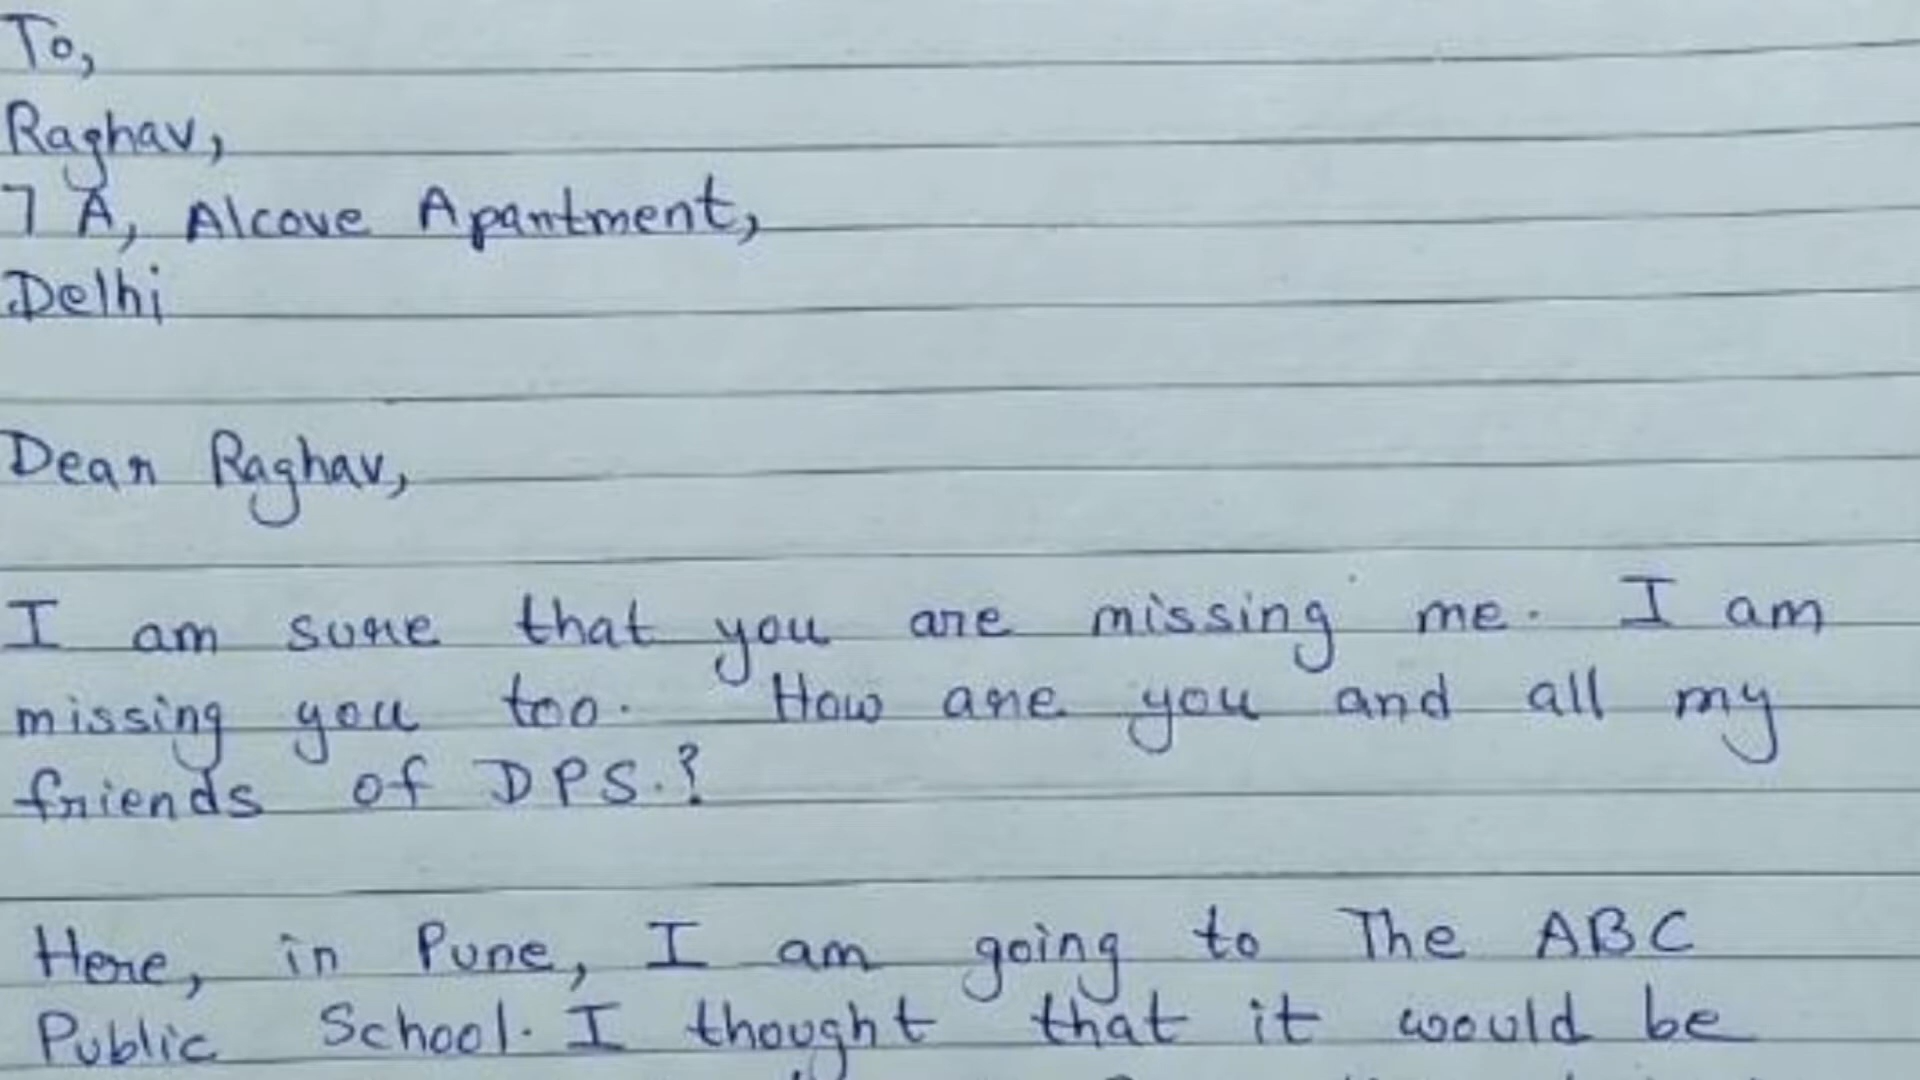 To,
Raghav,
7 A, Alcove Apartment,
Delhi
Dear Raghav,
I am sure that you are missing me. I am
missing you too. How are you and all my
friends of DPS.?
Here, in Pune, I am going to The ABC
Public School. I thought that it would be